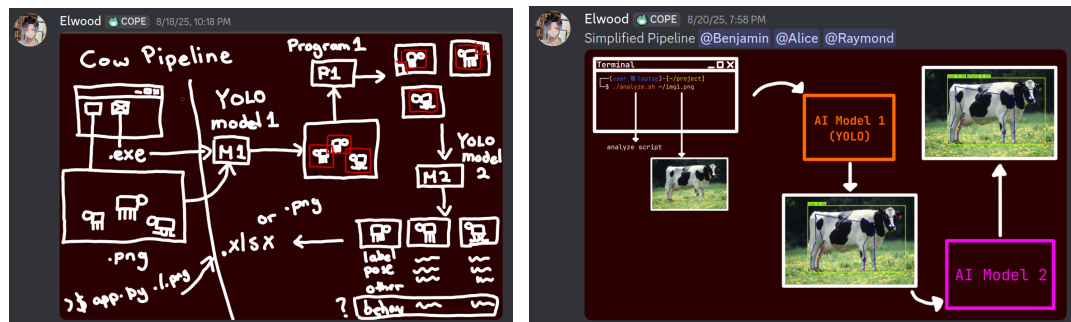 Elwood COPE 8/18/25, 10:18 PM
Cow Pipeline
Program 1
P1
YOLO
model 1
.exe
M1
YOLO
model
2
M2
.png
or .png
.xlsx
>$ app.py ./.png
label
pose
other
? behav
Elwood COPE 8/20/25, 7:58 PM
Simplified Pipeline @Benjamin @Alice @Raymond
Terminal
(user laptop)-[~/project]
$ ./analyze.sh ~/img1.png
analyze script
AI Model 1
(YOLO)
AI Model 2